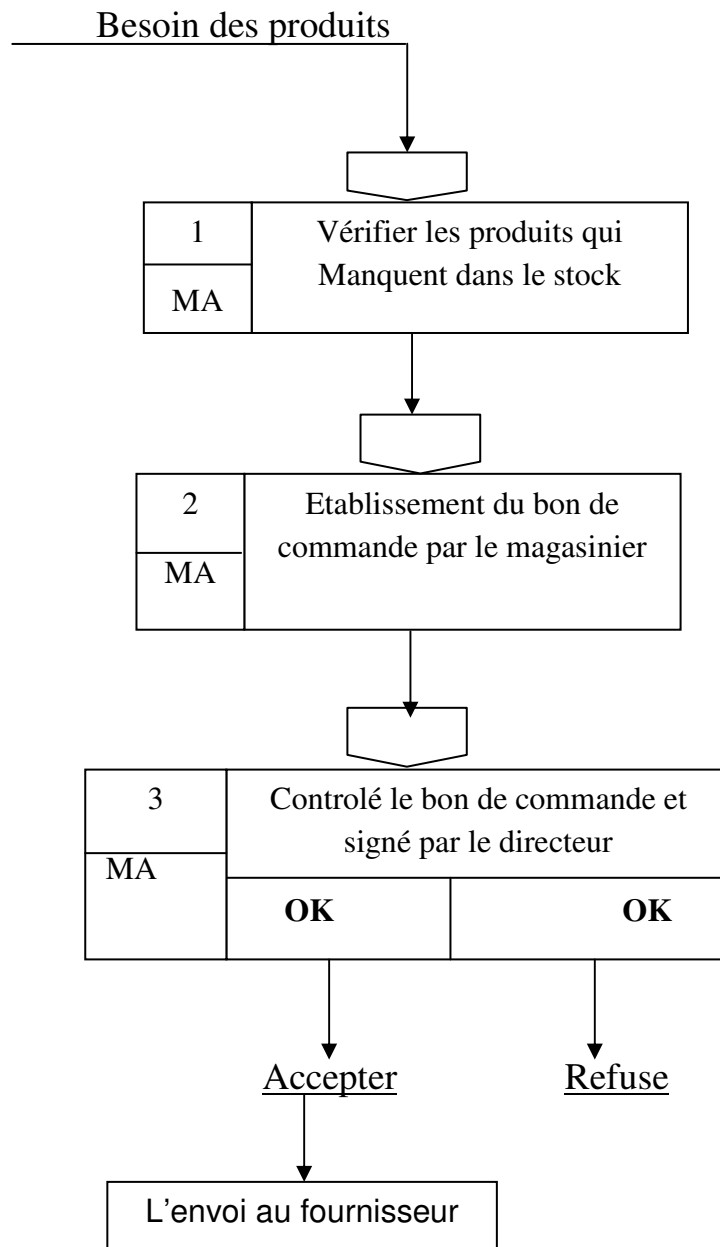 Besoin des produits
1
Vérifier les produits qui
Manquent dans le stock
MA
2
Etablissement du bon de
commande par le magasinier
MA
3
Controlé le bon de commande et
signé par le directeur
MA
OK
OK
Accepter
Refuse
L'envoi au fournisseur